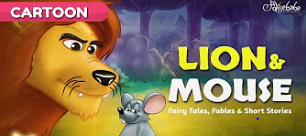 CARTOON
LION &
MOUSE
Fairy Tales, Fables & Short Stories